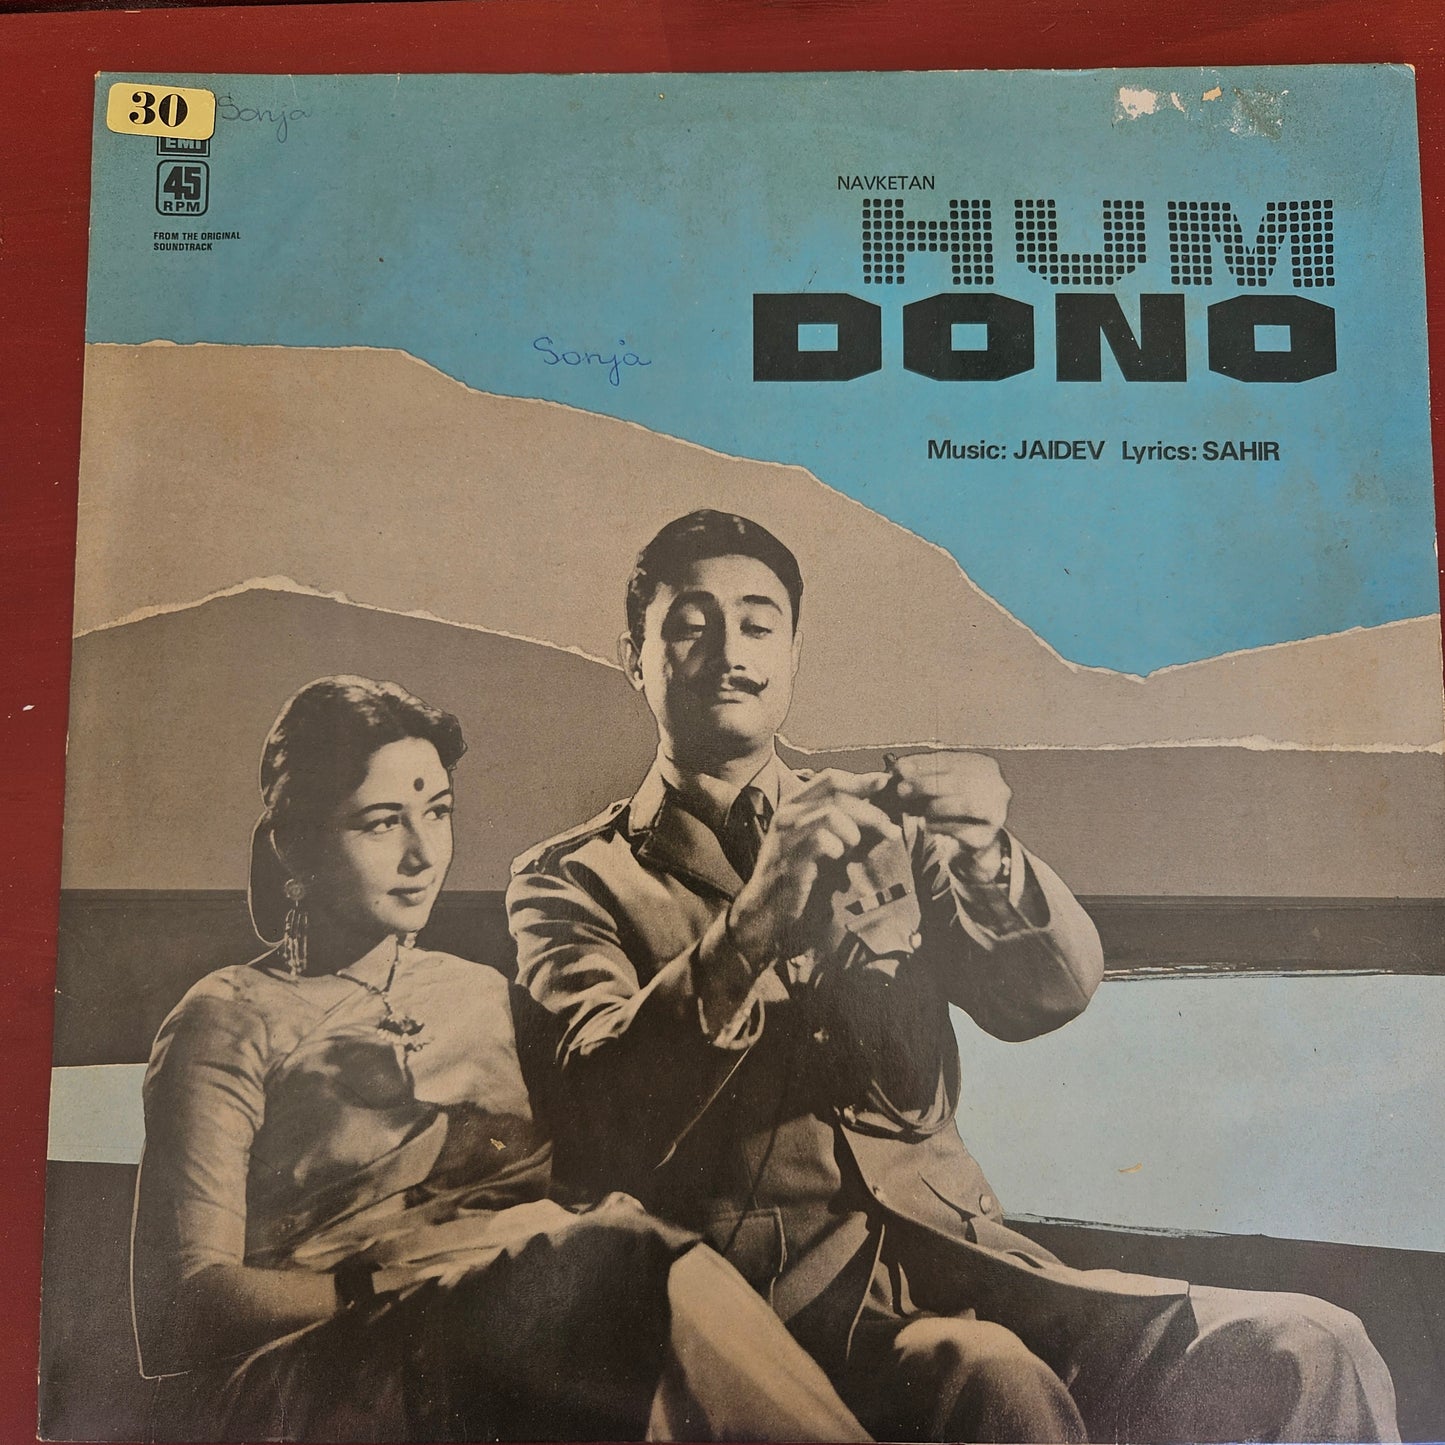 30 Sonja
EMI
45
RPM
FROM THE ORIGINAL
SOUNDTRACK
NAVKETAN
HUM
DONO
Sonja
Music: JAIDEV Lyrics: SAHIR